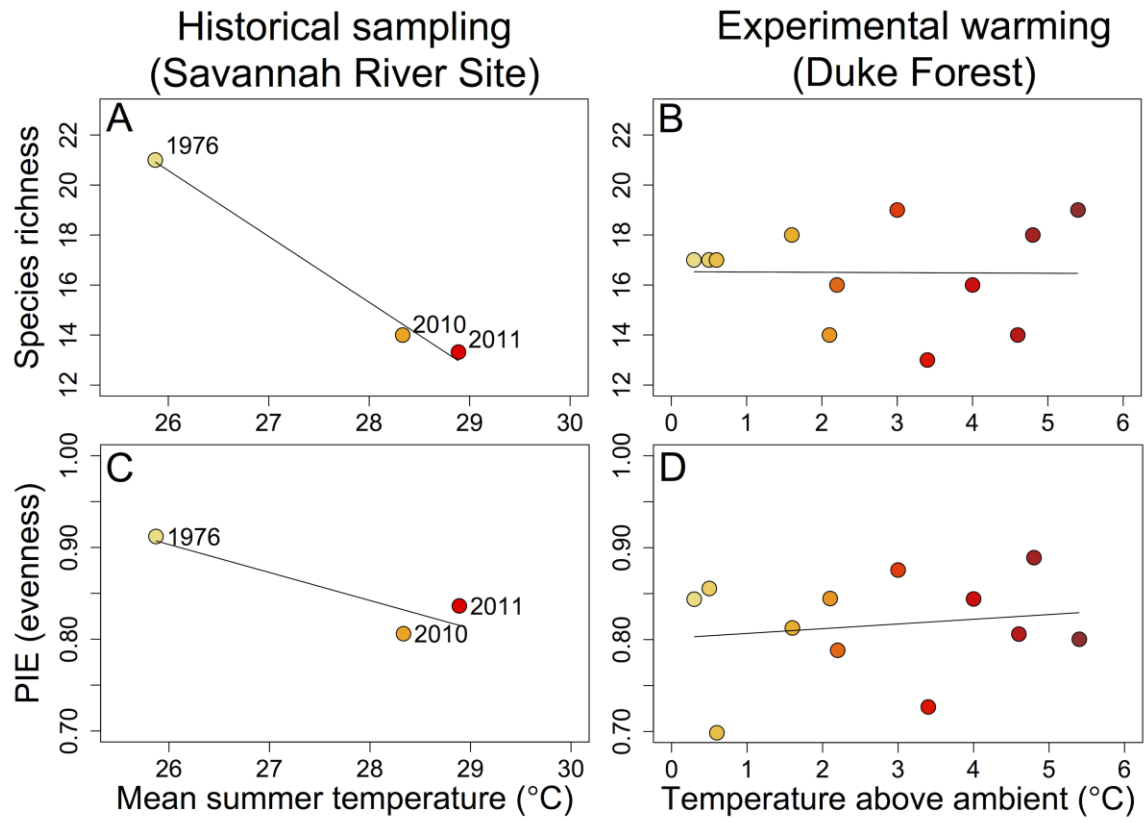 Historical sampling
(Savannah River Site)
Experimental warming
(Duke Forest)
A
1976
2010
2011
Species richness
22
20
18
16
14
12
26 27 28 29 30
B
22
20
18
16
14
12
0 1 2 3 4 5 6
C
1976
2011
2010
PIE (evenness)
1.00
0.90
0.80
0.70
26 27 28 29 30
Mean summer temperature (°C)
D
1.00
0.90
0.80
0.70
0 1 2 3 4 5 6
Temperature above ambient (°C)